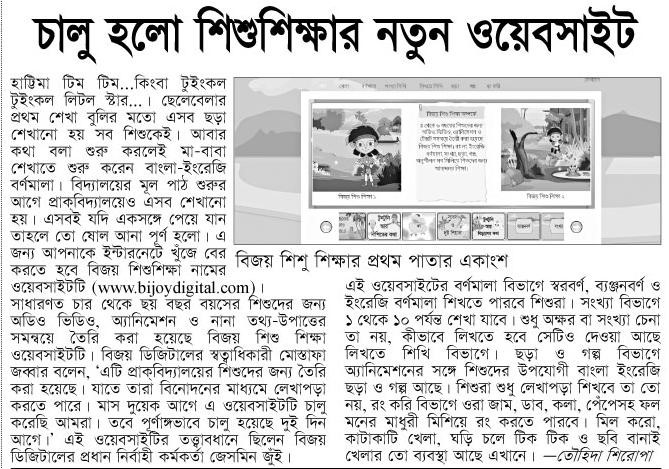 চালু হলো শিশুশিক্ষার নতুন ওয়েবসাইট
হাট্টিমা টিম টিম...কিংবা টুইংকল
টুইংকল লিটল স্টার...। ছেলেবেলার
প্রথম শেখা বুলির মতো এসব ছড়া
শেখানো হয় সব শিশুকেই। আবার
কথা বলা শুরু করলেই মা-বাবা
শেখাতে শুরু করেন বাংলা-ইংরেজি
বর্ণমালা। বিদ্যালয়ের মূল পাঠ শুরুর
আগে প্রাক্‌বিদ্যালয়েও এসব শেখানো
হয়। এসবই যদি একসঙ্গে পেয়ে যান
তাহলে তো ষোল আনা পূর্ণ হলো। এ
জন্য আপনাকে ইন্টারনেটে খুঁজে বের
করতে হবে বিজয় শিশুশিক্ষা নামের
ওয়েবসাইটটি (www.bijoydigital.com)।
সাধারণত চার থেকে ছয় বছর বয়সের শিশুদের জন্য
অডিও ভিডিও, অ্যানিমেশন ও নানা তথ্য-উপাত্তের
সমন্বয়ে তৈরি করা হয়েছে বিজয় শিশু শিক্ষা
ওয়েবসাইটটি। বিজয় ডিজিটালের স্বত্বাধিকারী মোস্তাফা
জব্বার বলেন, ‘এটি প্রাক্‌বিদ্যালয়ের শিশুদের জন্য তৈরি
করা হয়েছে। যাতে তারা বিনোদনের মাধ্যমে লেখাপড়া
করতে পারে। মাস দুয়েক আগে এ ওয়েবসাইটটি চালু
করেছি আমরা। তবে পূর্ণাঙ্গভাবে চালু হয়েছে দুই দিন
আগে।’ এই ওয়েবসাইটির তত্ত্বাবধানে ছিলেন বিজয়
ডিজিটালের প্রধান নির্বাহী কর্মকর্তা জেসমিন জুঁই।
বিজয় শিশু শিক্ষা সম্পর্কে
বিজয় শিশু শিক্ষা ১
বিজয় শিশু শিক্ষা ২
বিজয় শিশু শিক্ষার প্রথম পাতার একাংশ
এই ওয়েবসাইটের বর্ণমালা বিভাগে স্বরবর্ণ, ব্যঞ্জনবর্ণ ও
ইংরেজি বর্ণমালা শিখতে পারবে শিশুরা। সংখ্যা বিভাগে
১ থেকে ১০ পর্যন্ত শেখা যাবে। শুধু অক্ষর বা সংখ্যা চেনা
তা নয়, কীভাবে লিখতে হবে সেটিও দেওয়া আছে
লিখতে শিখি বিভাগে। ছড়া ও গল্প বিভাগে
অ্যানিমেশনের সঙ্গে শিশুদের উপযোগী বাংলা ইংরেজি
ছড়া ও গল্প আছে। শিশুরা শুধু লেখাপড়া শিখবে তা তো
নয়, রং করি বিভাগে ওরা জাম, ডাব, কলা, পেঁপেসহ ফল
মনের মাধুরী মিশিয়ে রং করতে পারবে। মিল করো,
কাটাকাটি খেলা, ঘড়ি চলে টিক টিক ও ছবি বানাই
খেলার তো ব্যবস্থা আছে এখানে। —তৌহিদা শিরোপা